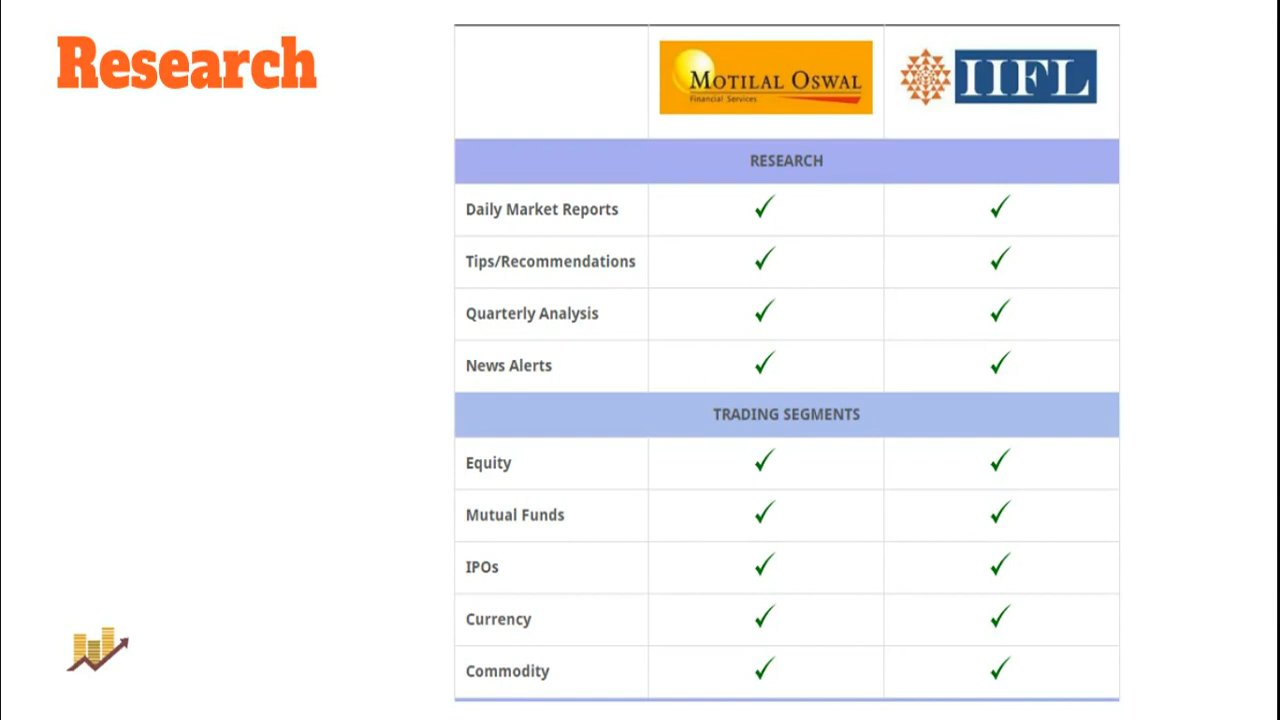 Research
MOTILAL OSWAL
Financial Services
IIFL
RESEARCH
Daily Market Reports
Tips/Recommendations
Quarterly Analysis
News Alerts
TRADING SEGMENTS
Equity
Mutual Funds
IPOs
Currency
Commodity